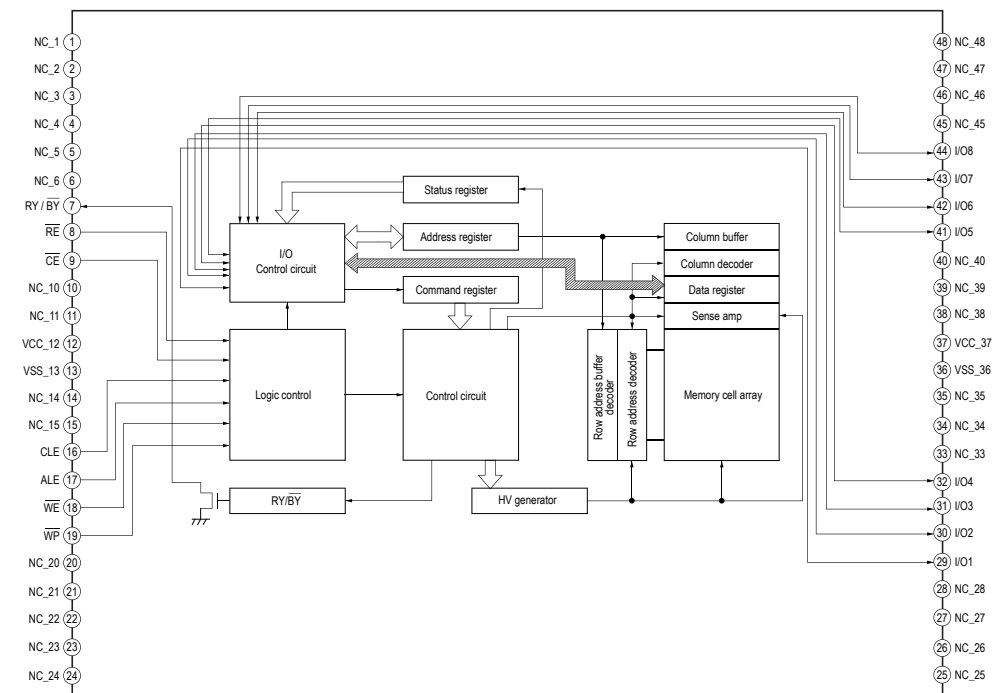 NC_1 1
NC_2 2
NC_3 3
NC_4 4
NC_5 5
NC_6 6
RY / BY 7
RE 8
CE 9
NC_10 10
NC_11 11
VCC_12 12
VSS_13 13
NC_14 14
NC_15 15
CLE 16
ALE 17
WE 18
WP 19
NC_20 20
NC_21 21
NC_22 22
NC_23 23
NC_24 24
Status register
I/O
Control circuit
Address register
Command register
Logic control
Control circuit
RY/BY
HV generator
Row address buffer
decoder
Row address decoder
Column buffer
Column decoder
Data register
Sense amp
Memory cell array
48 NC_48
47 NC_47
46 NC_46
45 NC_45
44 I/O8
43 I/O7
42 I/O6
41 I/O5
40 NC_40
39 NC_39
38 NC_38
37 VCC_37
36 VSS_36
35 NC_35
34 NC_34
33 NC_33
32 I/O4
31 I/O3
30 I/O2
29 I/O1
28 NC_28
27 NC_27
26 NC_26
25 NC_25